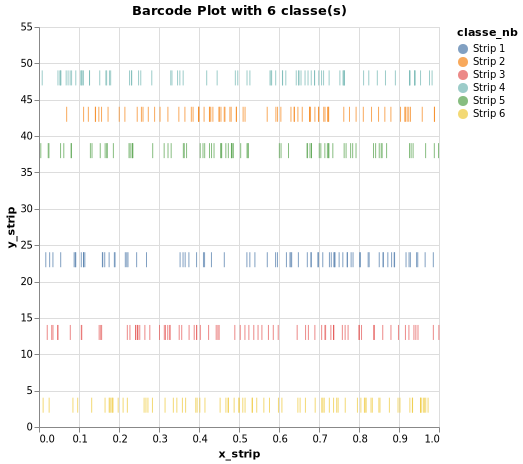 Barcode Plot with 6 classe(s)
classe_nb
Strip 1
Strip 2
Strip 3
Strip 4
Strip 5
Strip 6
y_strip
55
50
45
40
35
30
25
20
15
10
5
0
0.0 0.1 0.2 0.3 0.4 0.5 0.6 0.7 0.8 0.9 1.0
x_strip